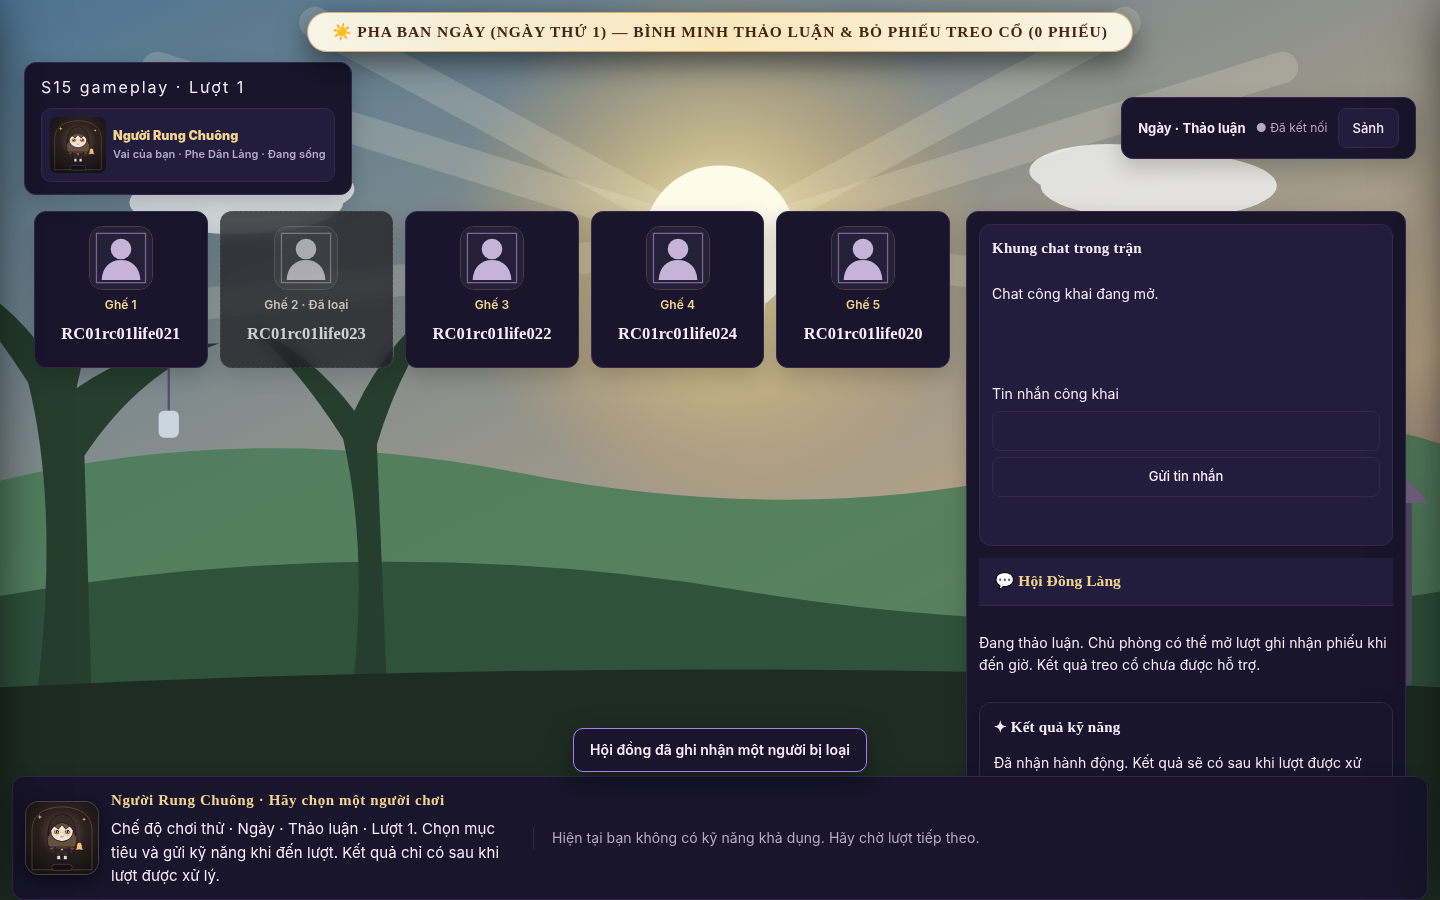 ☀️ PHA BAN NGÀY (NGÀY THỨ 1) — BÌNH MINH THẢO LUẬN & BỎ PHIẾU TREO CỔ (0 PHIẾU)
S15 gameplay · Lượt 1
Người Rung Chuông
Vai của bạn · Phe Dân Làng · Đang sống
Ngày · Thảo luận
Đã kết nối
Sảnh
Ghế 1
RC01rc01life021
Ghế 2 · Đã loại
RC01rc01life023
Ghế 3
RC01rc01life022
Ghế 4
RC01rc01life024
Ghế 5
RC01rc01life020
Khung chat trong trận
Chat công khai đang mở.
Tin nhắn công khai
Gửi tin nhắn
💬 Hội Đồng Làng
Đang thảo luận. Chủ phòng có thể mở lượt ghi nhận phiếu khi
đến giờ. Kết quả treo cổ chưa được hỗ trợ.
✦ Kết quả kỹ năng
Đã nhận hành động. Kết quả sẽ có sau khi lượt được xử
Hội đồng đã ghi nhận một người bị loại
Người Rung Chuông · Hãy chọn một người chơi
Chế độ chơi thử · Ngày · Thảo luận · Lượt 1. Chọn mục
tiêu và gửi kỹ năng khi đến lượt. Kết quả chỉ có sau khi
lượt được xử lý.
Hiện tại bạn không có kỹ năng khả dụng. Hãy chờ lượt tiếp theo.